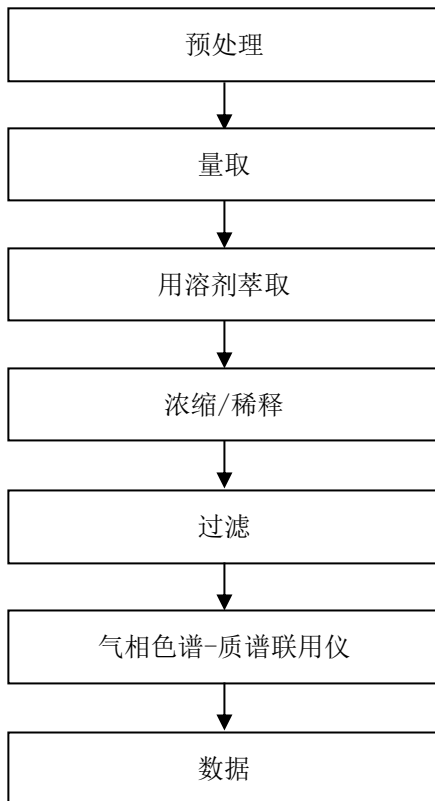 预处理
量取
用溶剂萃取
浓缩/稀释
过滤
气相色谱-质谱联用仪
数据